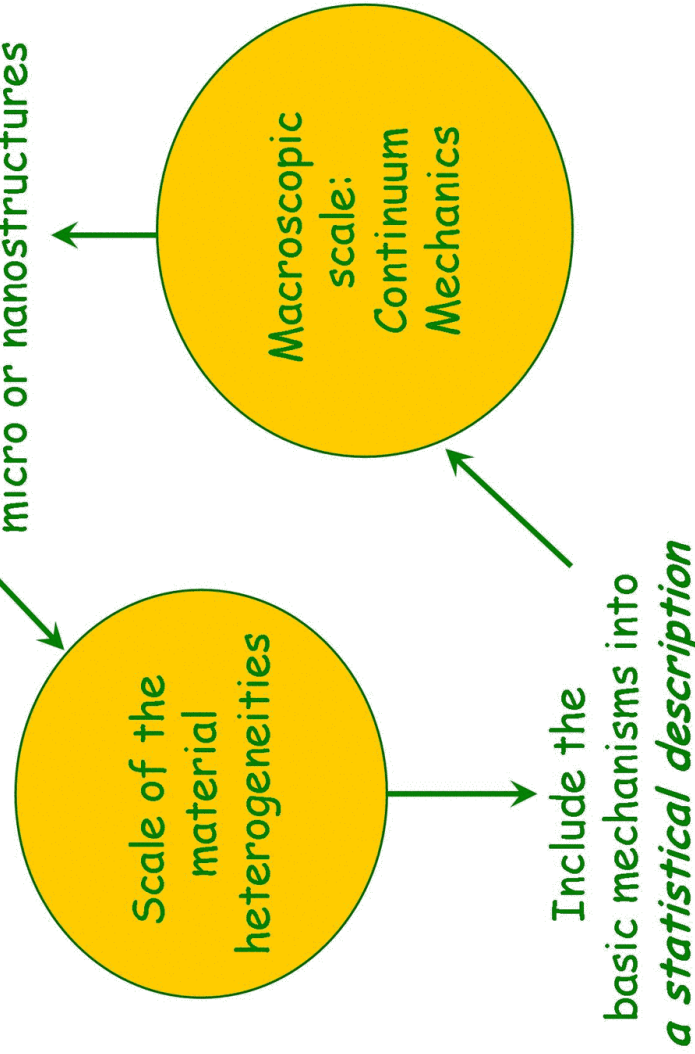 micro or nanostructures
Scale of the
material
heterogeneities
Macroscopic
scale:
Continuum
Mechanics
Include the
basic mechanisms into
a statistical description